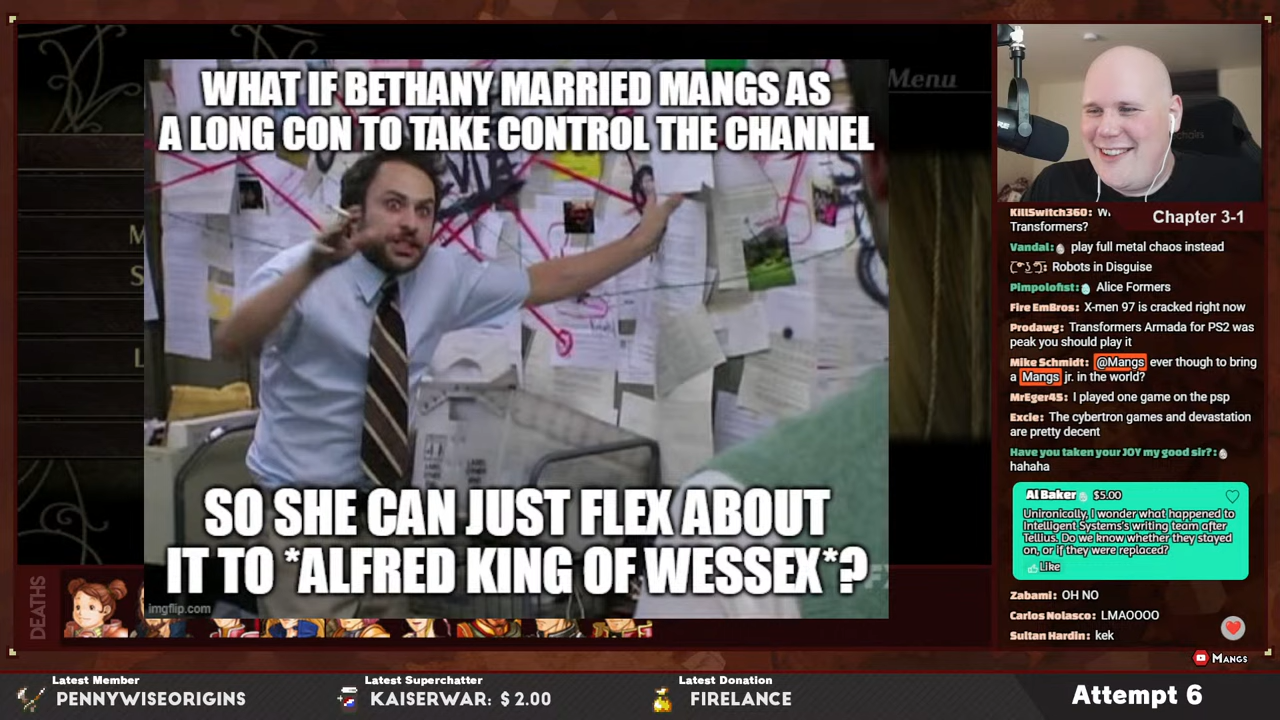 WHAT IF BETHANY MARRIED MANGS AS
A LONG CON TO TAKE CONTROL THE CHANNEL
SO SHE CAN JUST FLEX ABOUT
IT TO *ALFRED KING OF WESSEX*?
imgflip.com
Menu
DEATHS
chairs
Chapter 3-1
KillSwitch360:
Transformers?
Vandal: play full metal chaos instead
Robots in Disguise
Pimpolofist: Alice Formers
Fire EmBros: X-men 97 is cracked right now
Prodawg: Transformers Armada for PS2 was
peak you should play it
Mike Schmidt: @Mangs ever though to bring
a Mangs jr. in the world?
MrEger45: I played one game on the psp
Excie: The cybertron games and devastation
are pretty decent
Have you taken your JOY my good sir?:
hahaha
Al Baker $5.00
Unironically, I wonder what happened to
Intelligent Systems's writing team after
Tellius. Do we know whether they stayed
on, or if they were replaced?
Like
Zabami: OH NO
Carlos Nolasco: LMAOOOO
Sultan Hardin: kek
MANGS
Latest Member
PENNYWISEORIGINS
Latest Superchatter
KAISERWAR: $ 2.00
Latest Donation
FIRELANCE
Attempt 6